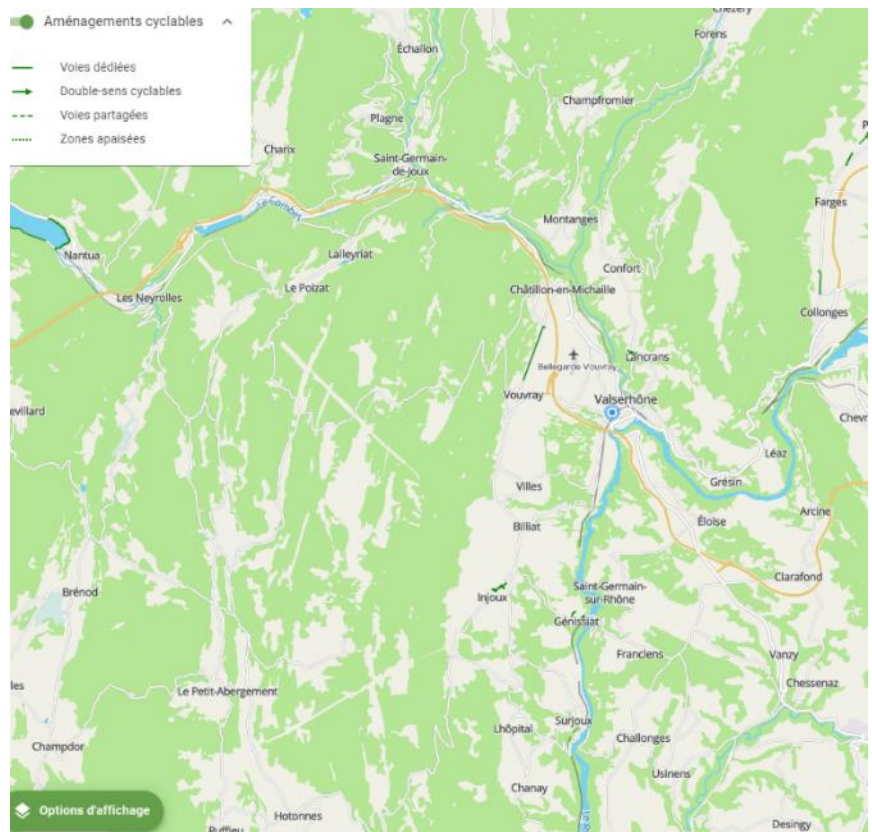 Aménagements cyclables
Voies dédiées
Double-sens cyclables
Voies partagées
Zones apaisées
Chézery
Forens
Échallon
Champfromier
Plagne
Charix
Saint-Germain-
de-Joux
Farges
Le Combet
Montanges
Nantua
Lalleyriat
Confort
Le Poizat
Châtillon-en-Michaille
Les Neyrolles
Collonges
Lancrans
Bellegarde Vouvray
Vouvray
Valserhône
evillard
Chevr
Léaz
Grésin
Villes
Arcine
Billiat
Éloise
Clarafond
Brénod
Saint-Germain-
sur-Rhône
Injoux
Génissiat
Franclens
Vanzy
les
Le Petit-Abergement
Chessenaz
Surjoux
Lhôpital
Challonges
Champdor
Usinens
Chanay
Options d'affichage
Hotonnes
Ruffieu
Desingy